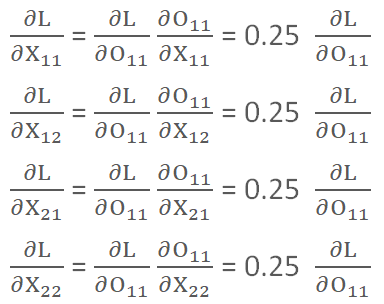 ∂L/∂X₁₁ = ∂L/∂O₁₁ ∂O₁₁/∂X₁₁ = 0.25 ∂L/∂O₁₁
∂L/∂X₁₂ = ∂L/∂O₁₁ ∂O₁₁/∂X₁₂ = 0.25 ∂L/∂O₁₁
∂L/∂X₂₁ = ∂L/∂O₁₁ ∂O₁₁/∂X₂₁ = 0.25 ∂L/∂O₁₁
∂L/∂X₂₂ = ∂L/∂O₁₁ ∂O₁₁/∂X₂₂ = 0.25 ∂L/∂O₁₁